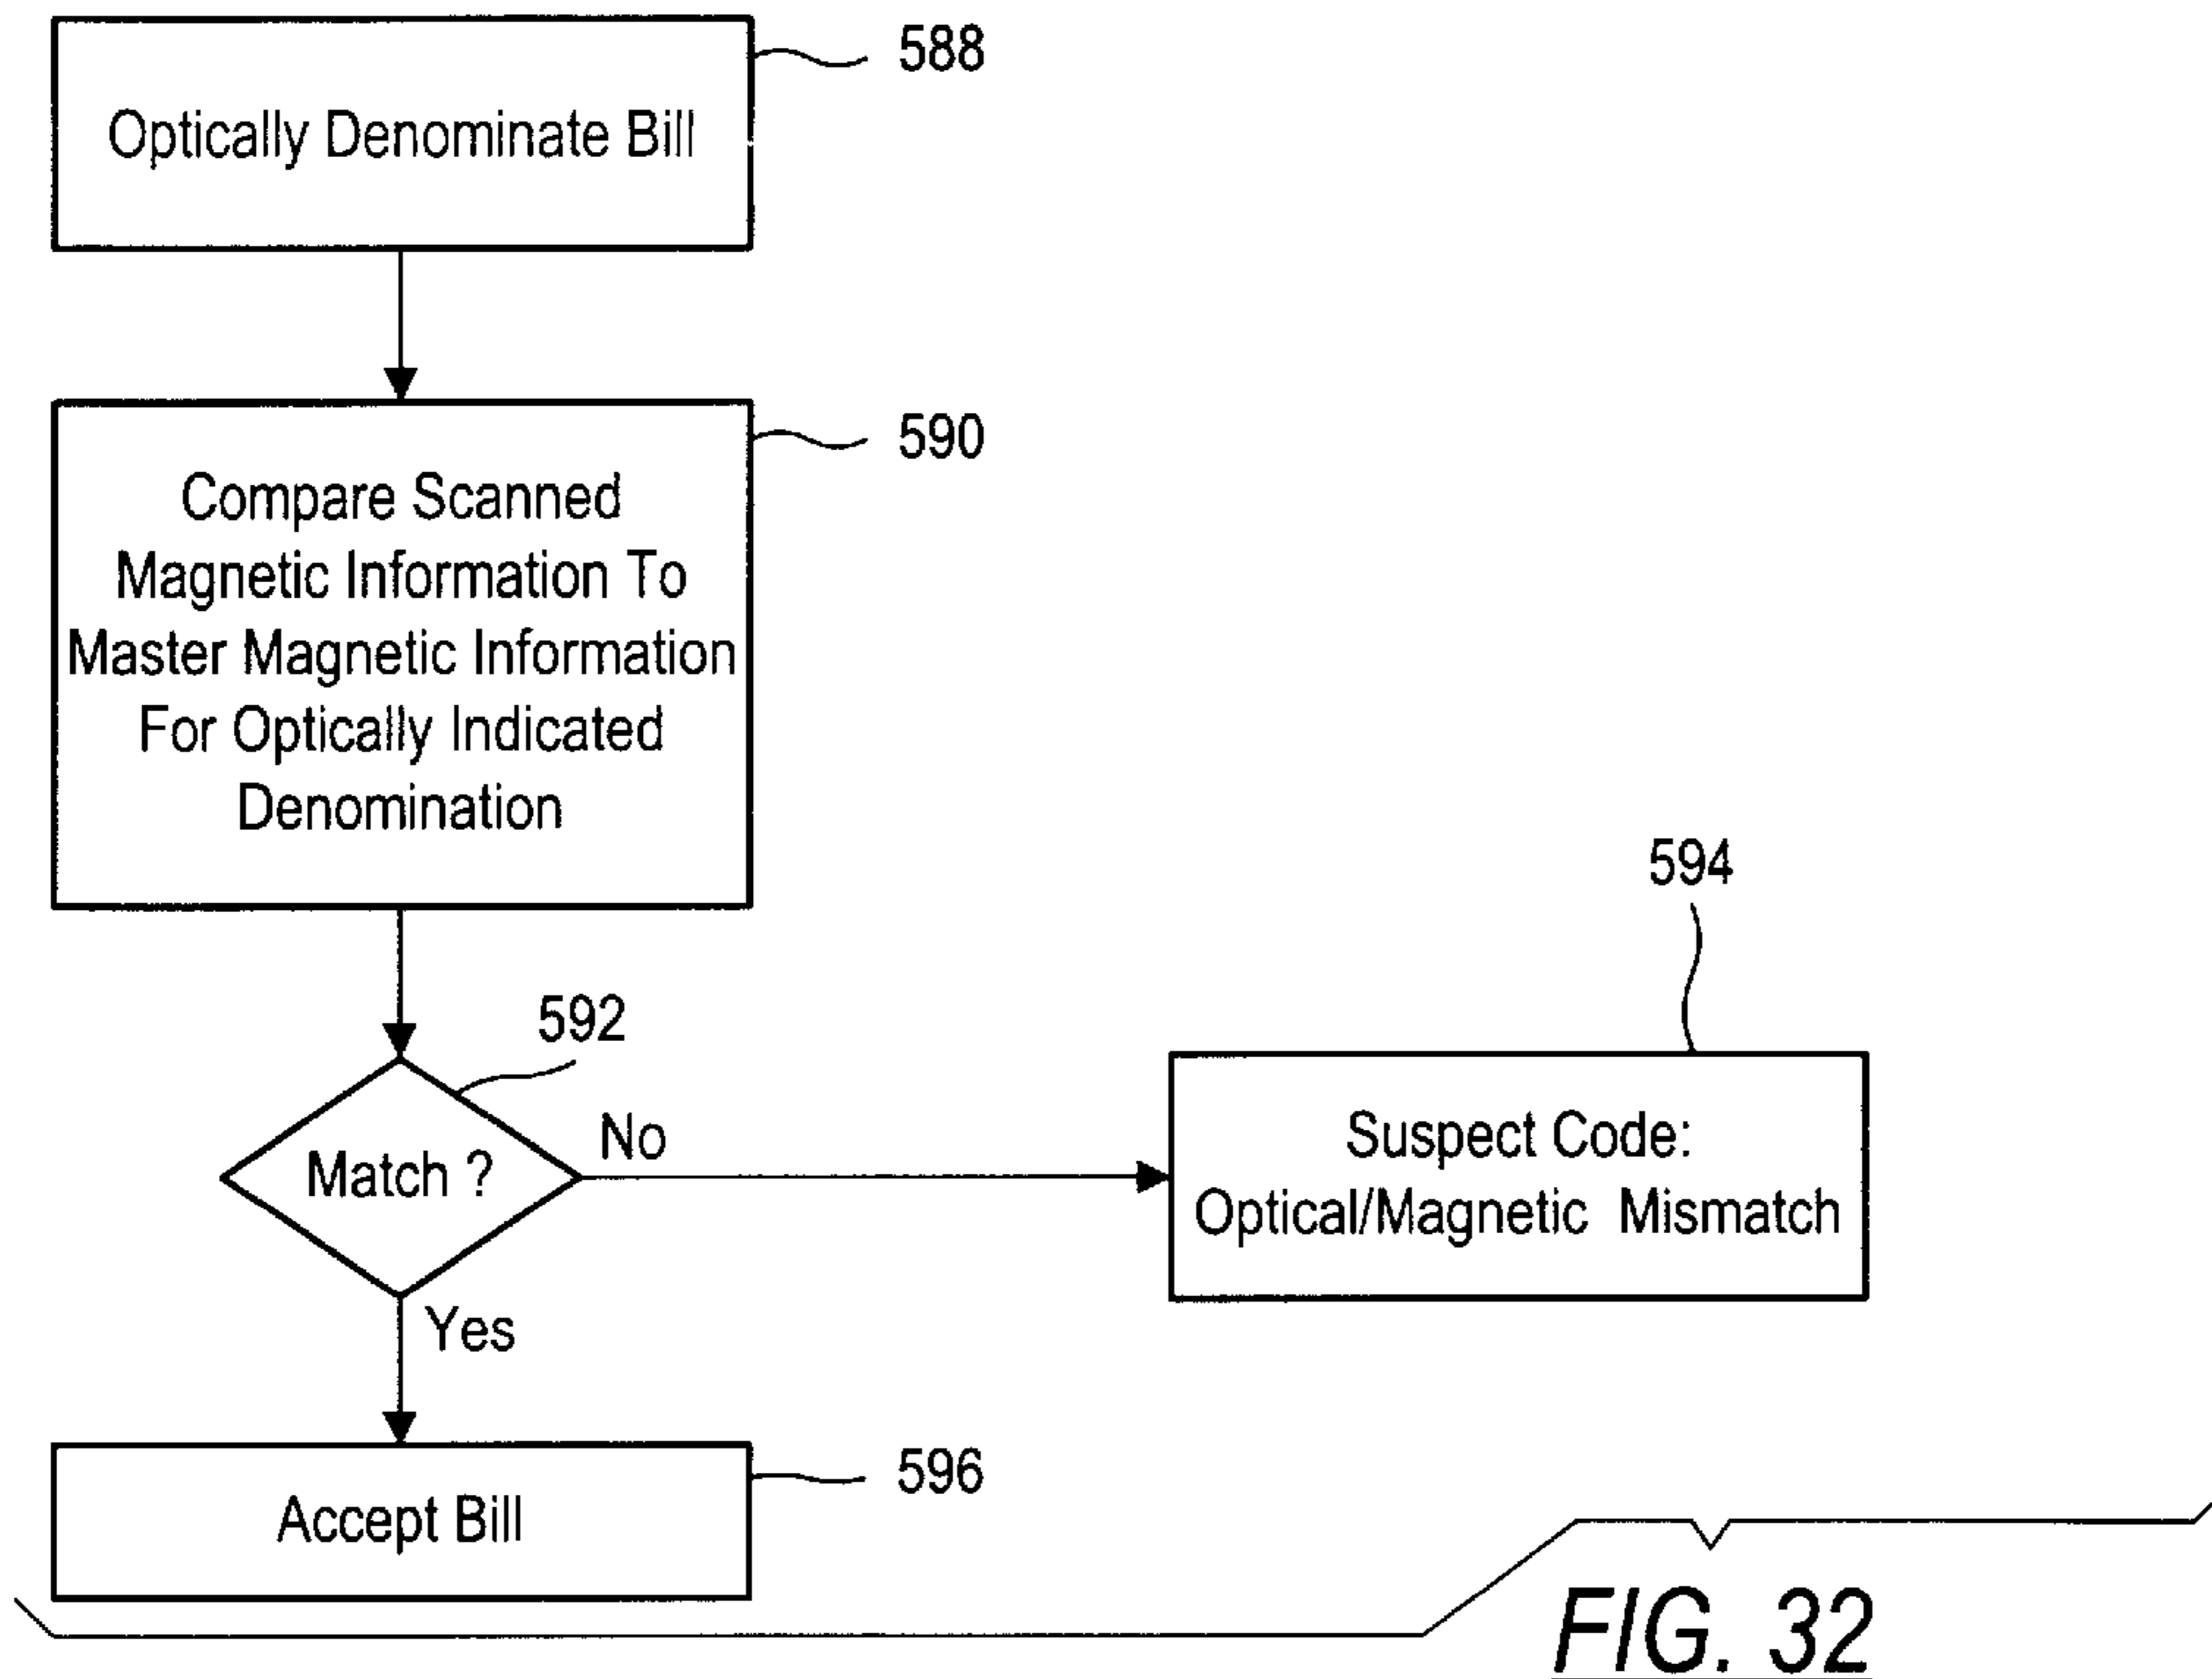 588
Optically Denominate Bill
590
Compare Scanned
Magnetic Information To
Master Magnetic Information
For Optically Indicated
Denomination
594
592
No
Match ?
Suspect Code:
Optical/Magnetic Mismatch
Yes
596
Accept Bill
FIG. 32